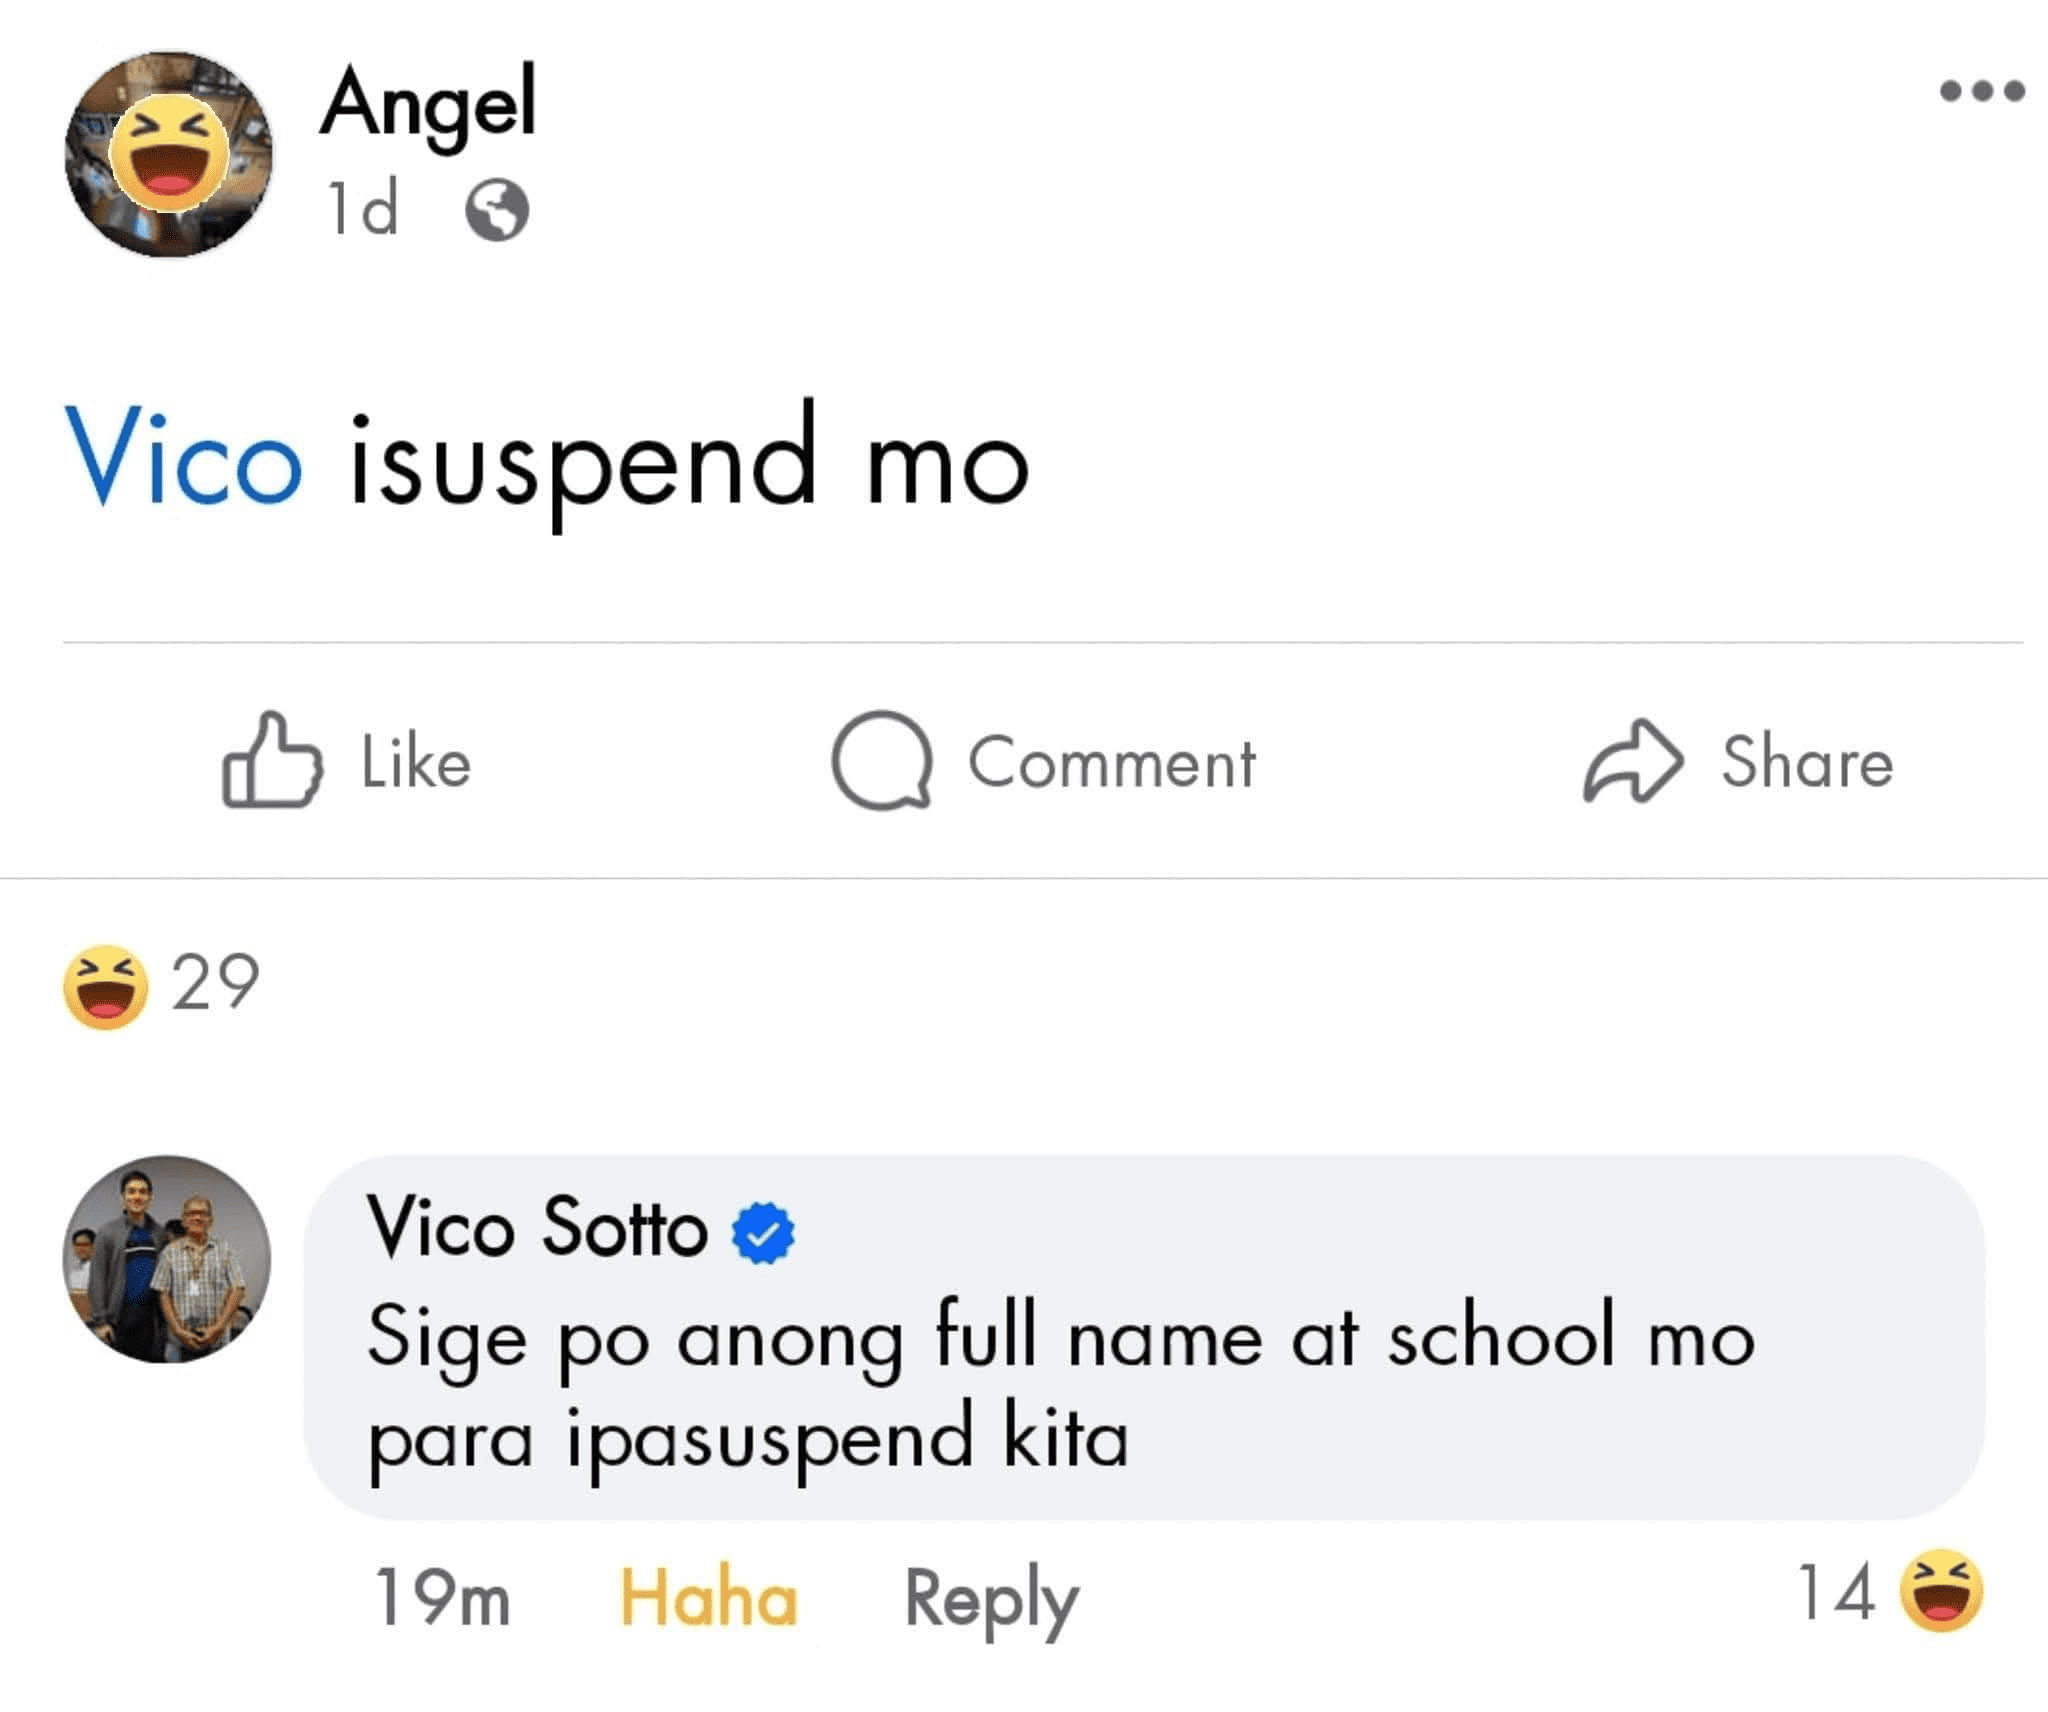 Angel
1d
Vico isuspend mo
Like Comment Share
29
Vico Sotto
Sige po anong full name at school mo
para ipasuspend kita
19m Haha Reply 14